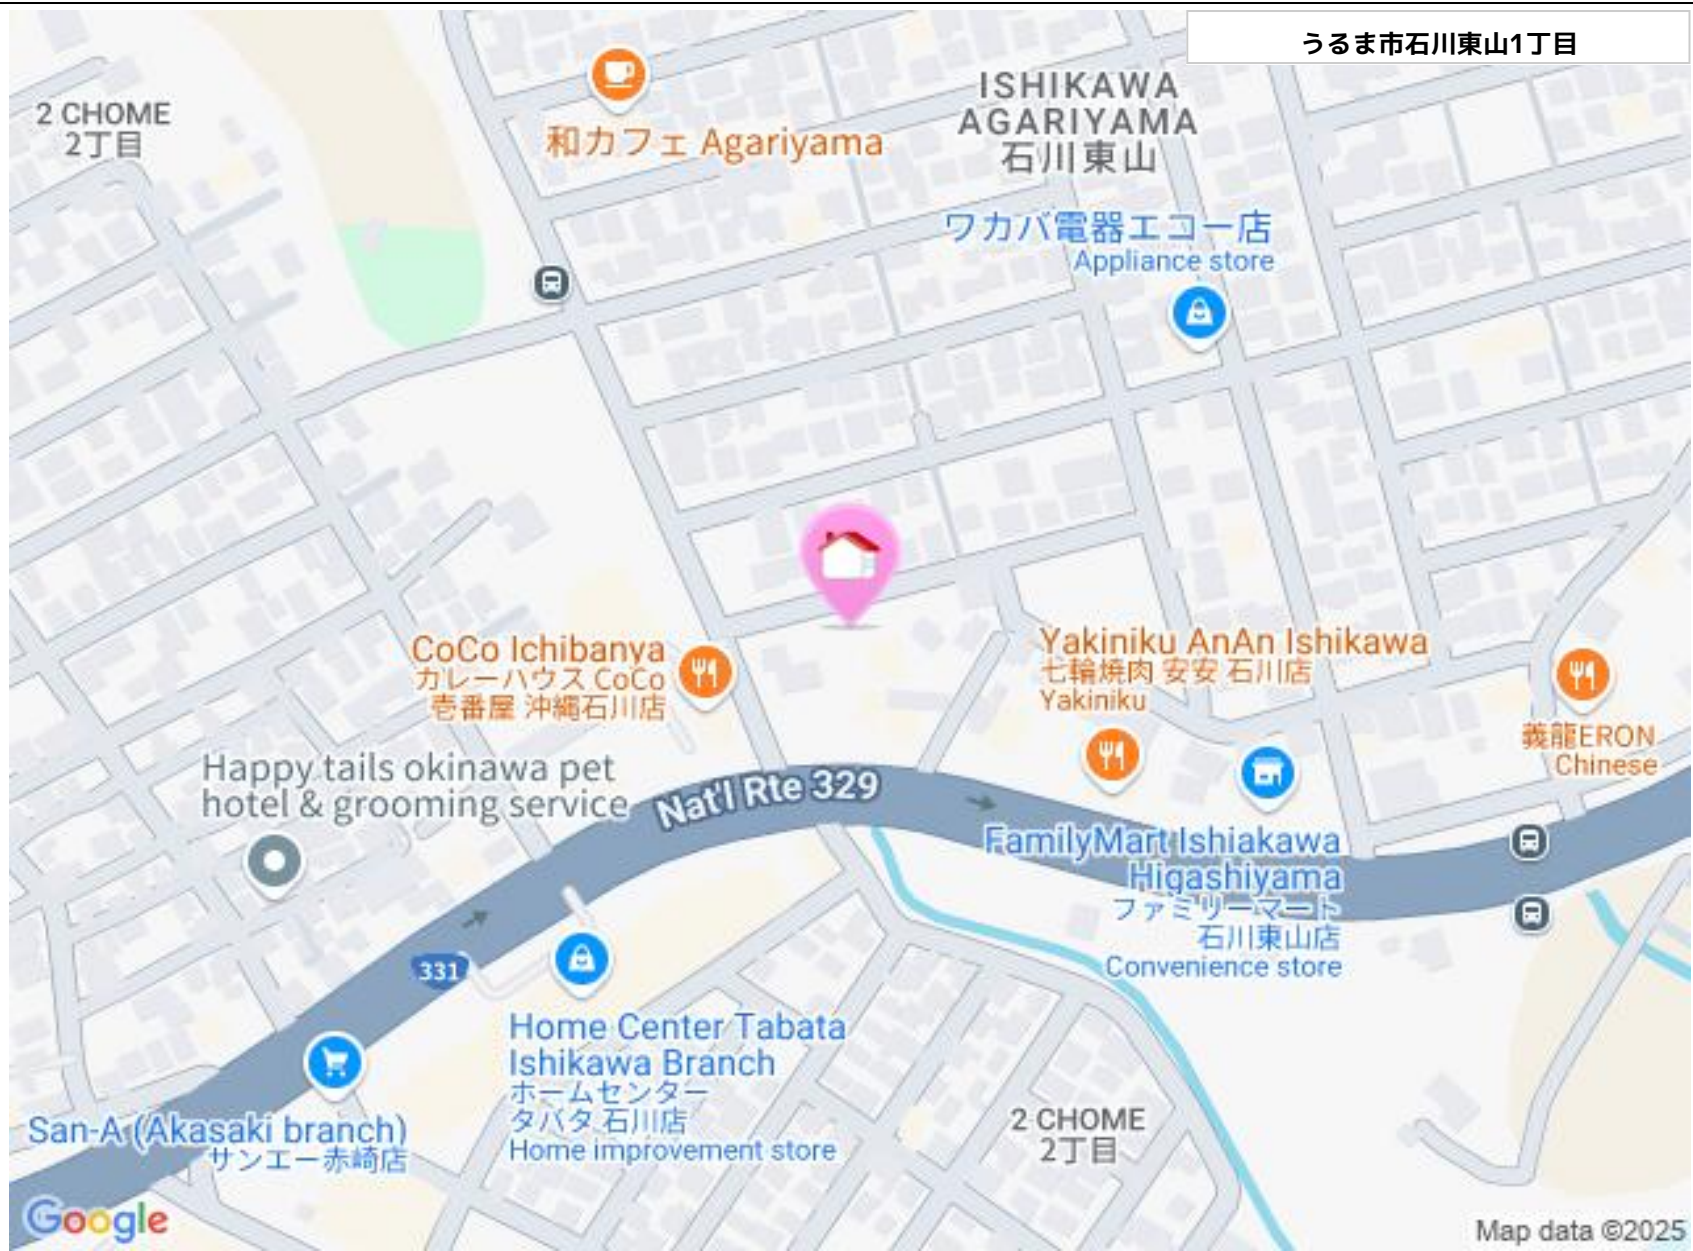 うるま市石川東山1丁目
ISHIKAWA
AGARIYAMA
石川東山
2 CHOME
2丁目
和カフェ Agariyama
ワカバ電器エコー店
Appliance store
CoCo Ichibanya
カレーハウス CoCo
壱番屋 沖縄石川店
Yakiniku AnAn Ishikawa
七輪焼肉 安安 石川店
Yakiniku
義龍ERON
Chinese
Happy tails okinawa pet
hotel & grooming service
Nat'l Rte 329
FamilyMart Ishiakawa
Higashiyama
ファミリーマート
石川東山店
Convenience store
331
Home Center Tabata
Ishikawa Branch
ホームセンター
タバタ 石川店
Home improvement store
San-A (Akasaki branch)
サンエー赤崎店
2 CHOME
2丁目
Google
Map data ©2025